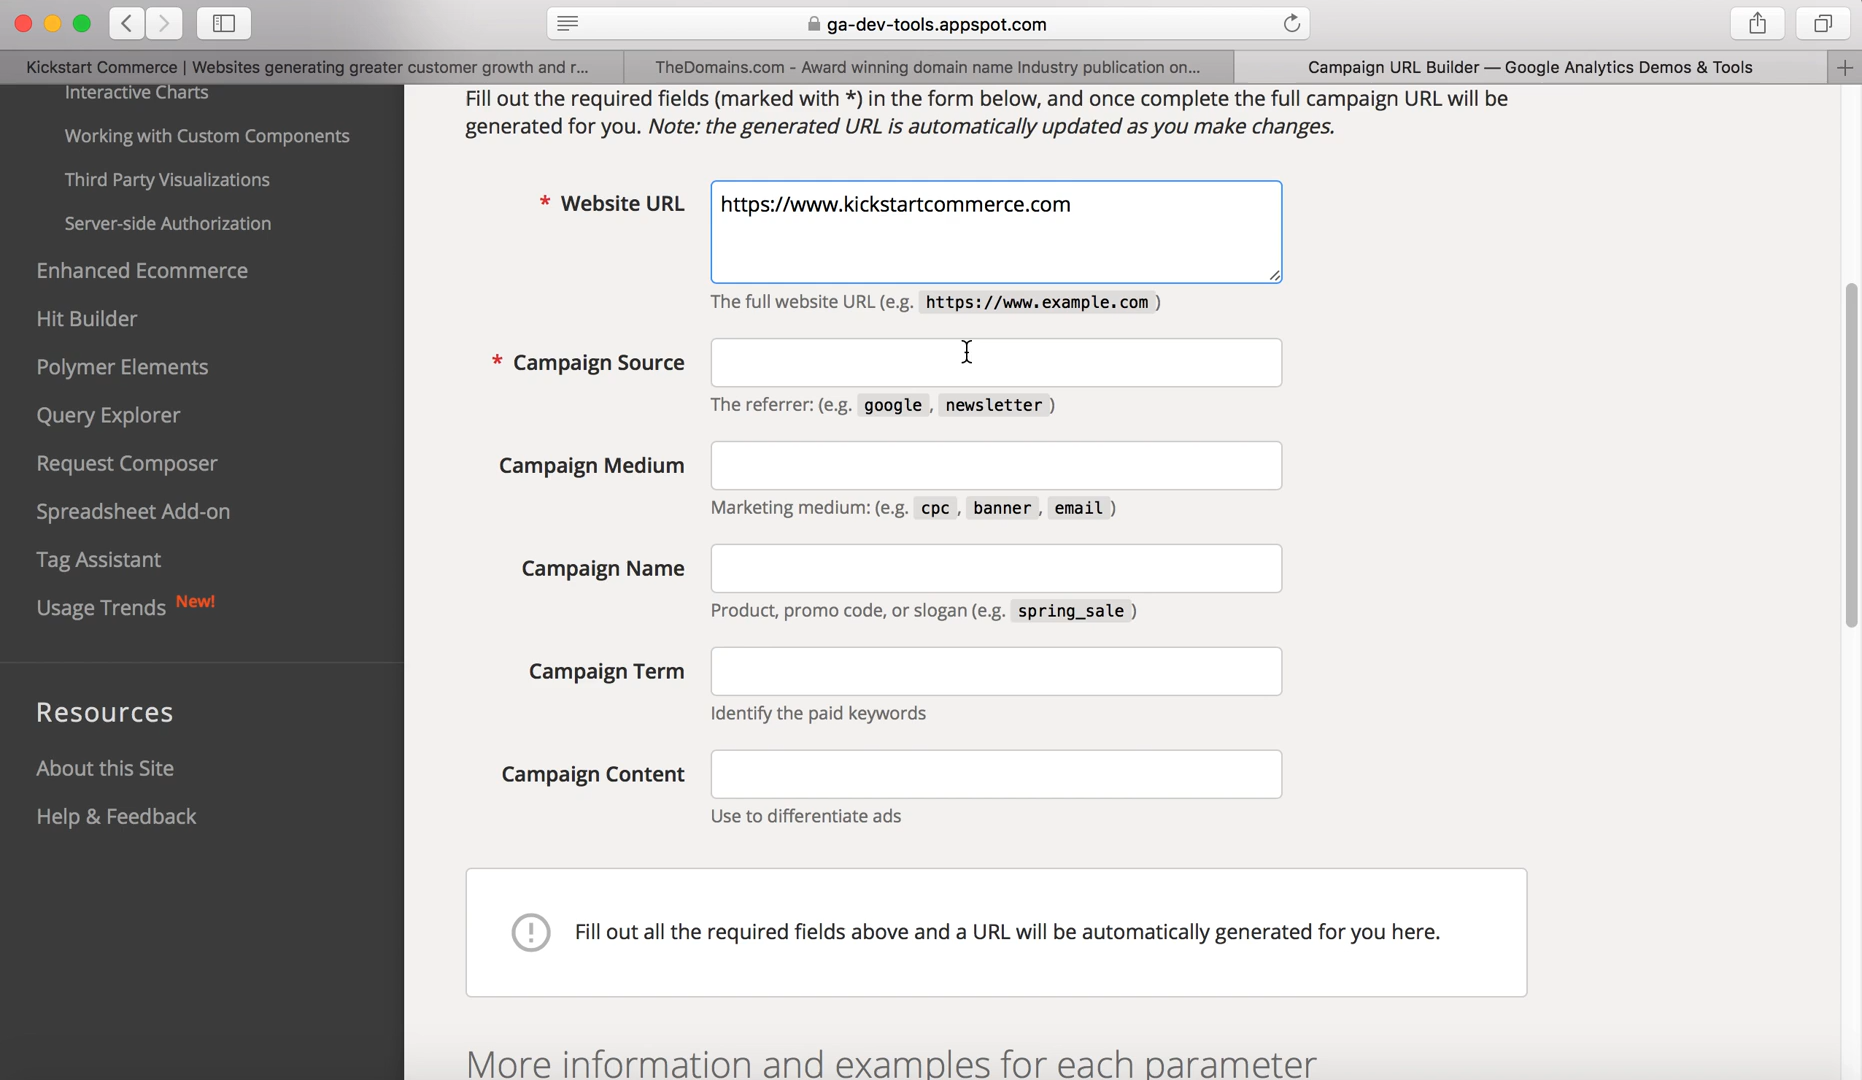 ga-dev-tools.appspot.com
Kickstart Commerce | Websites generating greater customer growth and r...
TheDomains.com - Award winning domain name Industry publication on...
Campaign URL Builder — Google Analytics Demos & Tools
Interactive Charts
Working with Custom Components
Third Party Visualizations
Server-side Authorization
Enhanced Ecommerce
Hit Builder
Polymer Elements
Query Explorer
Request Composer
Spreadsheet Add-on
Tag Assistant
Usage Trends New!
Resources
About this Site
Help & Feedback
Fill out the required fields (marked with *) in the form below, and once complete the full campaign URL will be
generated for you. Note: the generated URL is automatically updated as you make changes.
* Website URL
https://www.kickstartcommerce.com
The full website URL (e.g. https://www.example.com )
* Campaign Source
The referrer: (e.g. google , newsletter )
Campaign Medium
Marketing medium: (e.g. cpc , banner , email )
Campaign Name
Product, promo code, or slogan (e.g. spring_sale )
Campaign Term
Identify the paid keywords
Campaign Content
Use to differentiate ads
Fill out all the required fields above and a URL will be automatically generated for you here.
More information and examples for each parameter